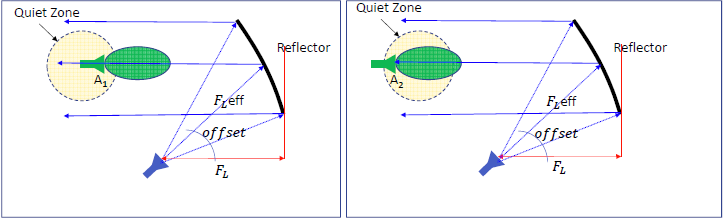 Quiet Zone
Reflector
A1
FLeff
offset
FL
Quiet Zone
Reflector
A2
FLeff
offset
FL